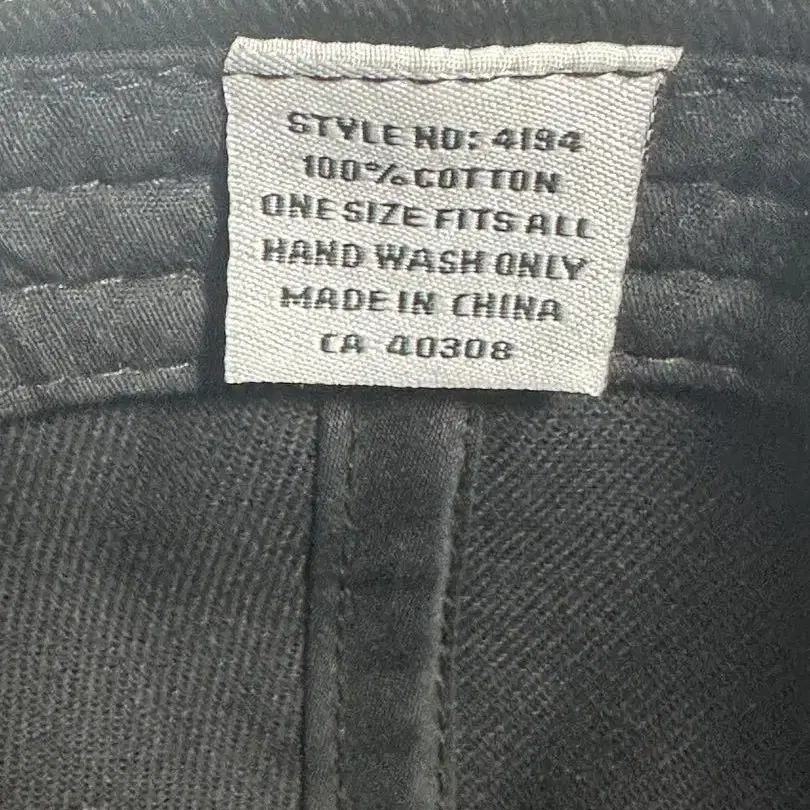 STYLE NO: 4194
100% COTTON
ONE SIZE FITS ALL
HAND WASH ONLY
MADE IN CHINA
CA 40308